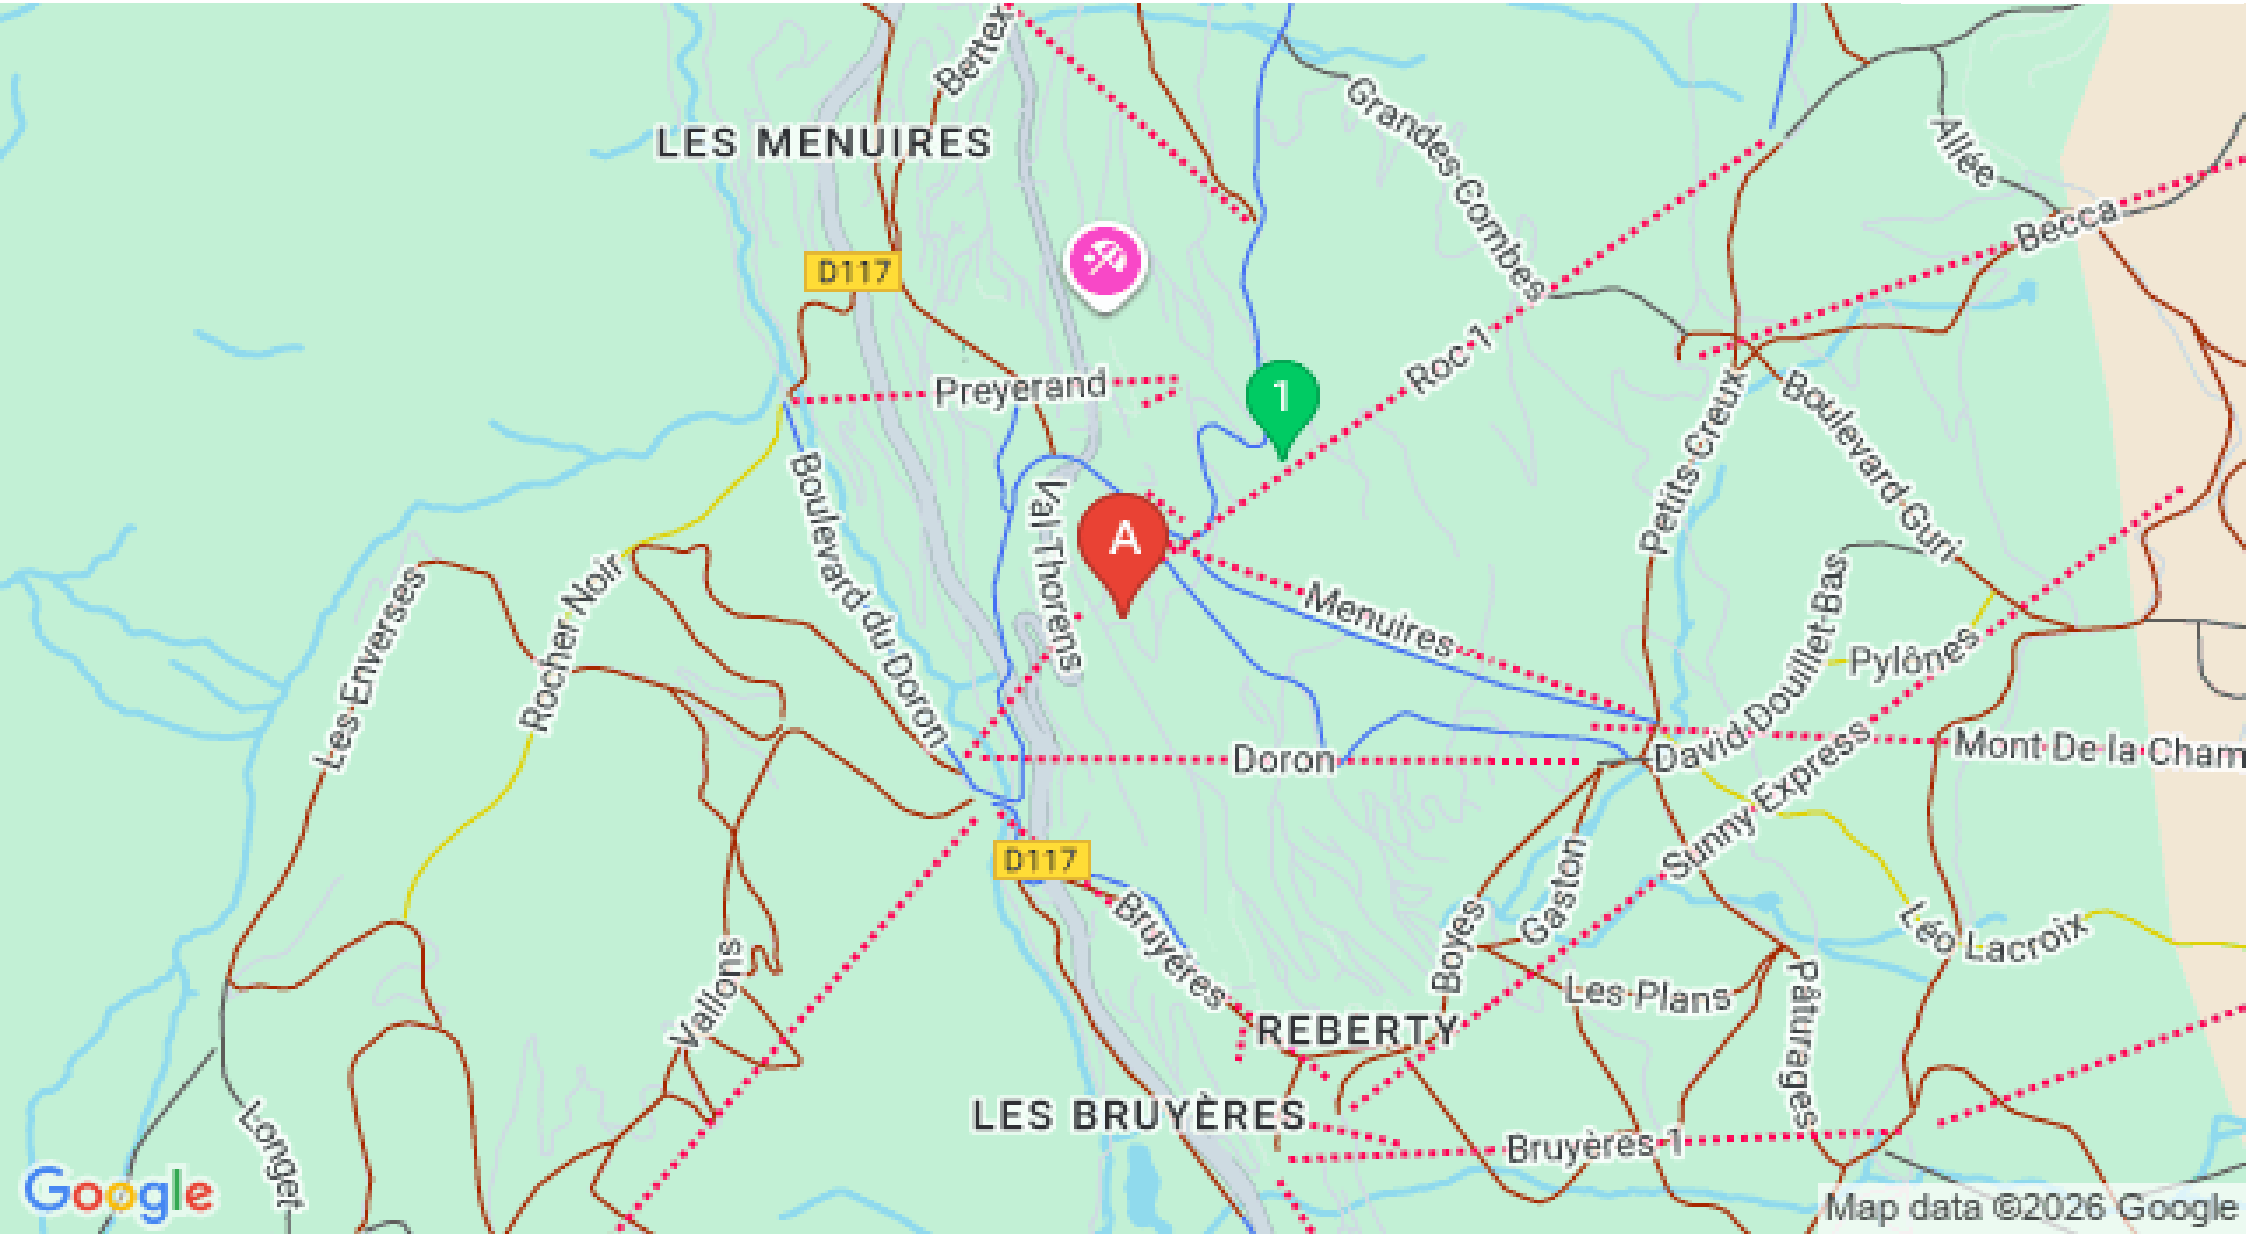 Bettex
Grandes Combes
LES MENUIRES
Allée
Becca
D117
Roc 1
1
Preyerand
Boulevard Guri
Petits Creux
A
Val Thorens
Boulevard du Doron
Rocher Noir
Les Enverses
Menuires
David Douillet Bas
Pylônes
Doron
Mont De la Cham
Sunny Express
D117
Gaston
Boyes
Bruyères
Léo Lacroix
Les Plans
Vallons
REBERTY
Pâturages
LES BRUYÈRES
Bruyères 1
Longet
Google
Map data ©2026 Google